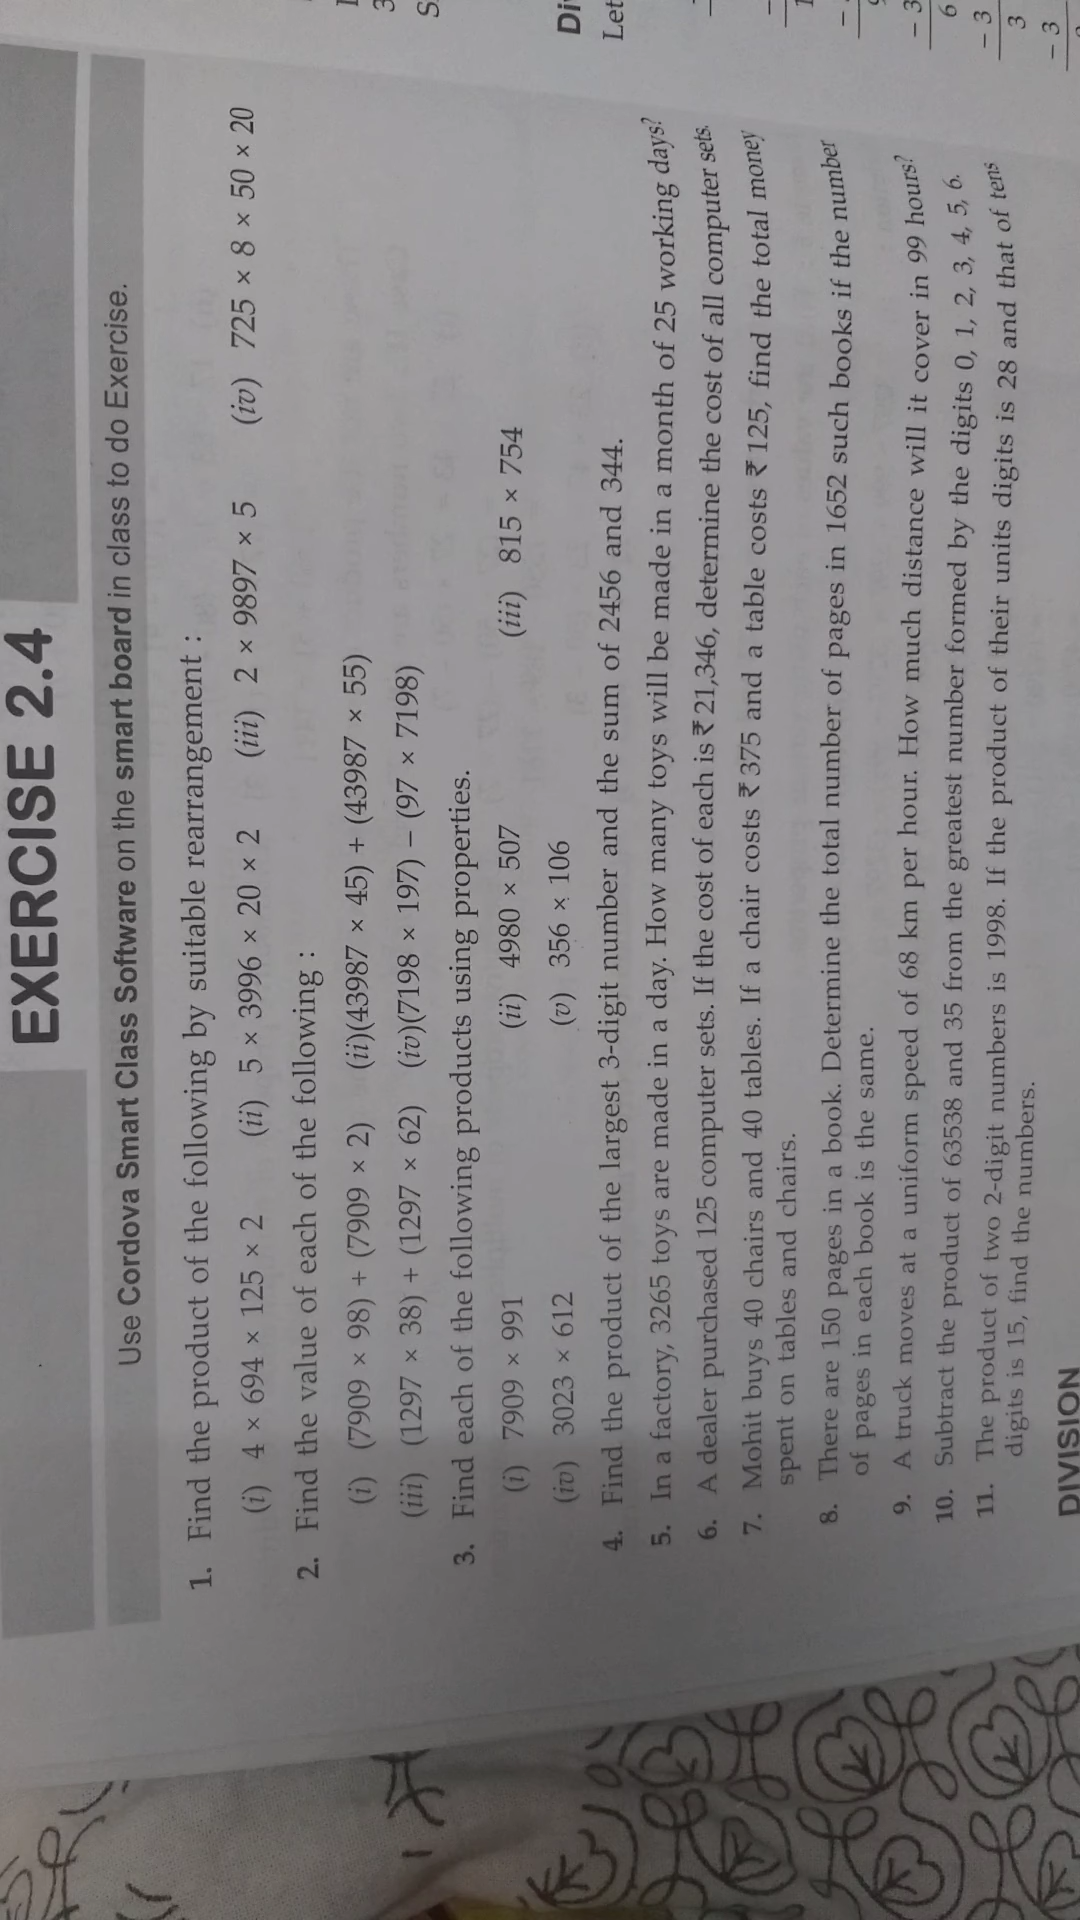 EXERCISE 2.4
Use Cordova Smart Class Software on the smart board in class to do Exercise.
1. Find the product of the following by suitable rearrangement :
(i) 4 × 694 × 125 × 2 (ii) 5 × 3996 × 20 × 2 (iii) 2 × 9897 × 5 (iv) 725 × 8 × 50 × 20
2. Find the value of each of the following :
(i) (7909 × 98) + (7909 × 2) (ii)(43987 × 45) + (43987 × 55)
(iii) (1297 × 38) + (1297 × 62) (iv)(7198 × 197) – (97 × 7198)
3. Find each of the following products using properties.
(i) 7909 × 991 (ii) 4980 × 507 (iii) 815 × 754
(iv) 3023 × 612 (v) 356 × 106
4. Find the product of the largest 3-digit number and the sum of 2456 and 344.
5. In a factory, 3265 toys are made in a day. How many toys will be made in a month of 25 working days?
6. A dealer purchased 125 computer sets. If the cost of each is ₹ 21,346, determine the cost of all computer sets.
7. Mohit buys 40 chairs and 40 tables. If a chair costs ₹ 375 and a table costs ₹ 125, find the total money
spent on tables and chairs.
8. There are 150 pages in a book. Determine the total number of pages in 1652 such books if the number
of pages in each book is the same.
9. A truck moves at a uniform speed of 68 km per hour. How much distance will it cover in 99 hours?
10. Subtract the product of 63538 and 35 from the greatest number formed by the digits 0, 1, 2, 3, 4, 5, 6.
11. The product of two 2-digit numbers is 1998. If the product of their units digits is 28 and that of tens
digits is 15, find the numbers.
DIVISION
Let